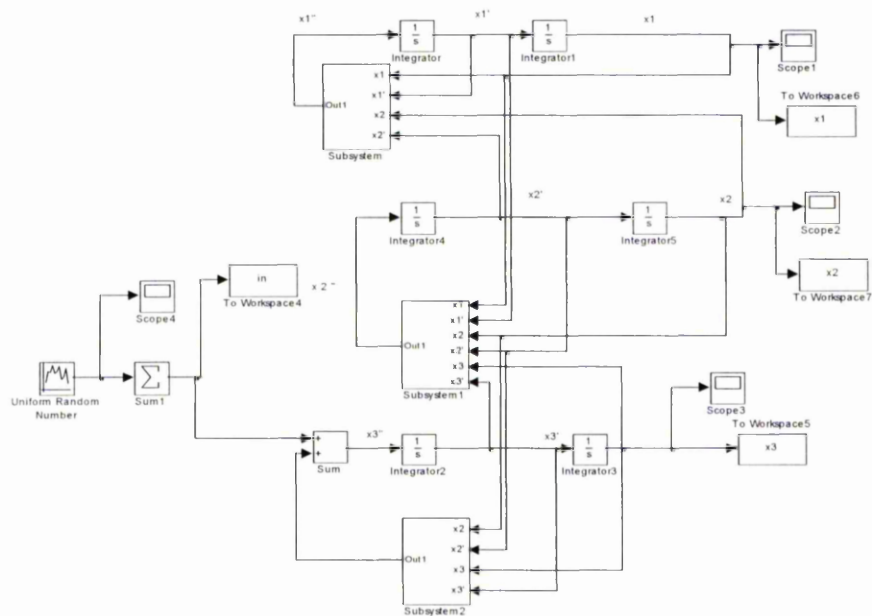 x1''
x1'
x1
1
s
Integrator
1
s
Integrator1
Scope1
To Workspace6
x1
Out1
x1
x1'
x2
x2'
Subsystem
x2'
x2
1
s
Integrator4
1
s
Integrator5
Scope2
x2
To Workspace7
in
To Workspace4
x 2 ''
Scope4
Out1
x1
x1'
x2
x2'
x3
x3'
Subsystem1
Uniform Random
Number
Sum1
Scope3
To Workspace5
x3
+
+
Sum
x3''
1
s
Integrator2
x3'
1
s
Integrator3
Out1
x2
x2'
x3
x3'
Subsystem2